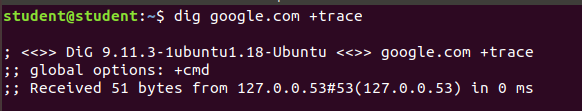 student@student:~$ dig google.com +trace
; <<>> DiG 9.11.3-1ubuntu1.18-Ubuntu <<>> google.com +trace
;; global options: +cmd
;; Received 51 bytes from 127.0.0.53#53(127.0.0.53) in 0 ms